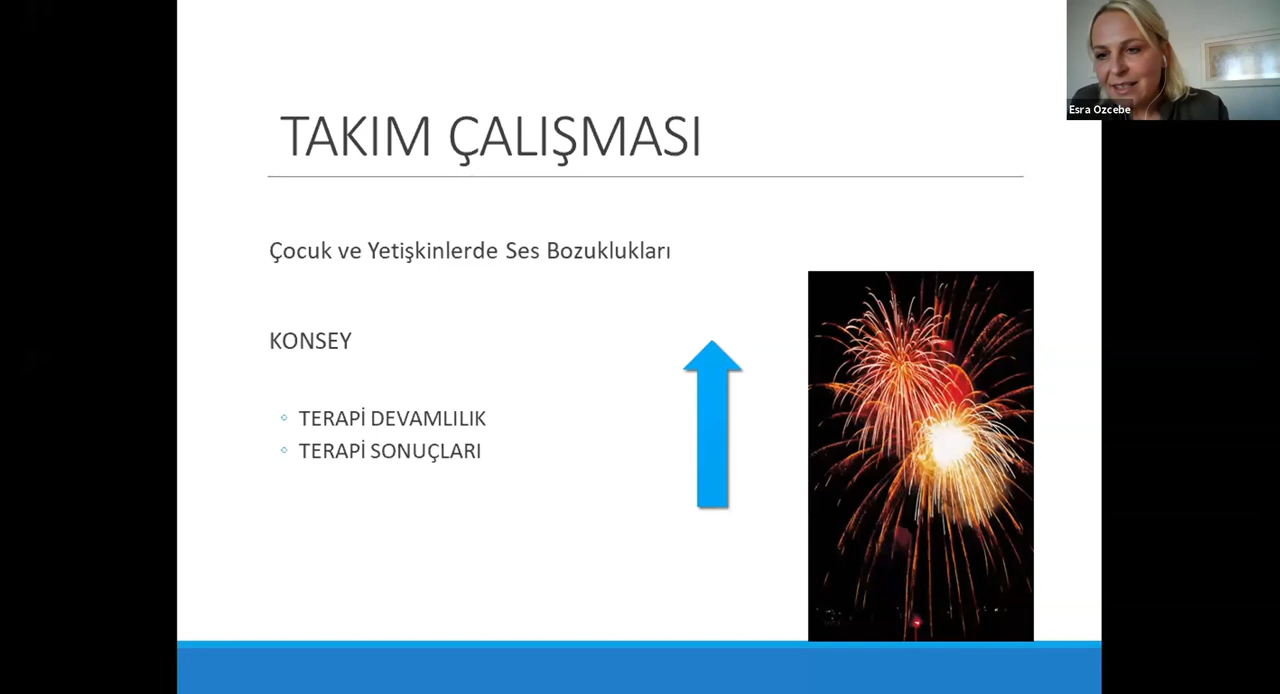 TAKIM ÇALIŞMASI
Çocuk ve Yetişkinlerde Ses Bozuklukları
KONSEY
TERAPİ DEVAMLILIK
TERAPİ SONUÇLARI
Esra Ozcebe